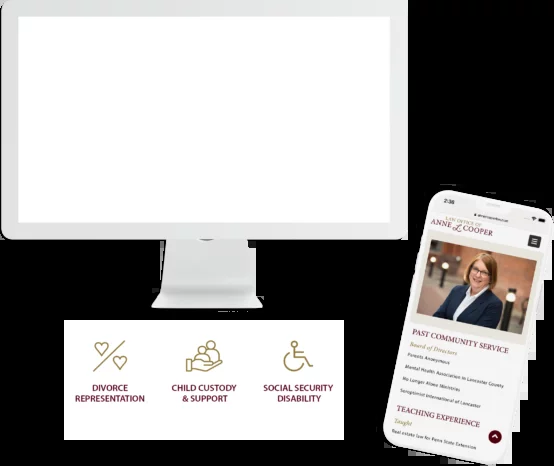 DIVORCE
REPRESENTATION
CHILD CUSTODY
& SUPPORT
SOCIAL SECURITY
DISABILITY
2:38
LAW OFFICE OF
ANNE L COOPER
PAST COMMUNITY SERVICE
Board of Directors
Parents Anonymous
Mental Health Association in Lancaster County
No Longer Alone Ministries
Soroptimist International of Lancaster
TEACHING EXPERIENCE
Taught
Real estate law for Penn State Extension